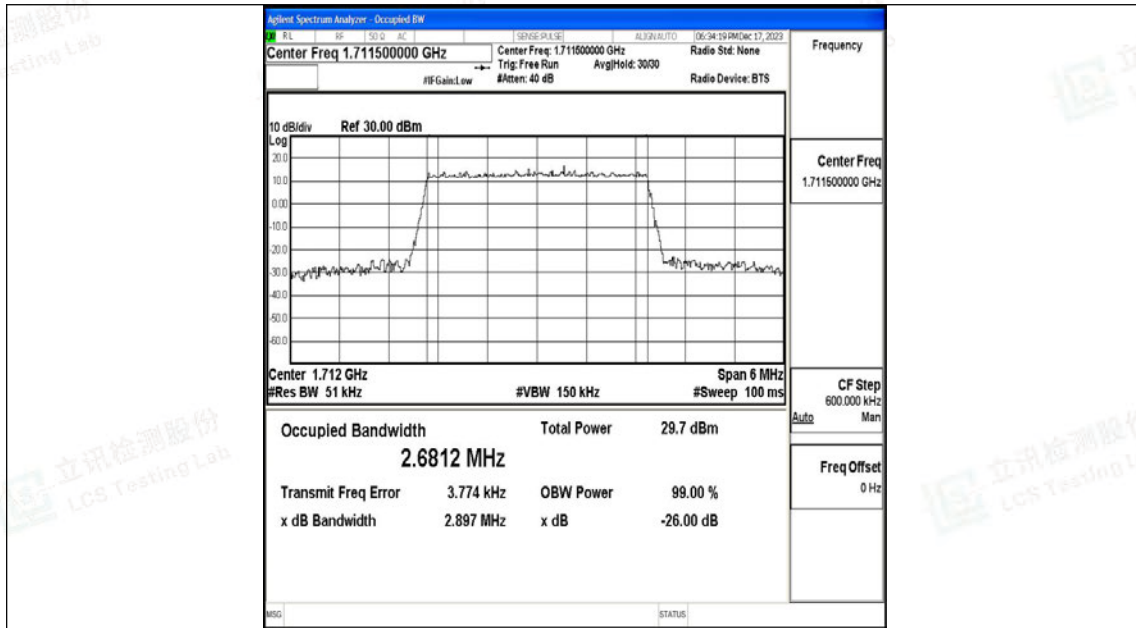 Agilent Spectrum Analyzer - Occupied BW
RL RF 50 Ω AC SENSE:PULSE ALIGNAUTO 06:34:19 PM Dec 17, 2023
Center Freq 1.711500000 GHz
Center Freq: 1.711500000 GHz
Radio Std: None
Trig: Free Run Avg|Hold: 30/30
#IFGain:Low
#Atten: 40 dB
Radio Device: BTS
Frequency
10 dB/div Ref 30.00 dBm
Log
20.0
10.0
0.00
-10.0
-20.0
-30.0
-40.0
-50.0
-60.0
Center 1.712 GHz Span 6 MHz
#Res BW 51 kHz #VBW 150 kHz #Sweep 100 ms
Center Freq
1.711500000 GHz
CF Step
600.000 kHz
Auto Man
Freq Offset
0 Hz
Occupied Bandwidth Total Power 29.7 dBm
2.6812 MHz
Transmit Freq Error 3.774 kHz OBW Power 99.00 %
x dB Bandwidth 2.897 MHz x dB -26.00 dB
MSG STATUS
立讯检测股份
LCS Testing Lab